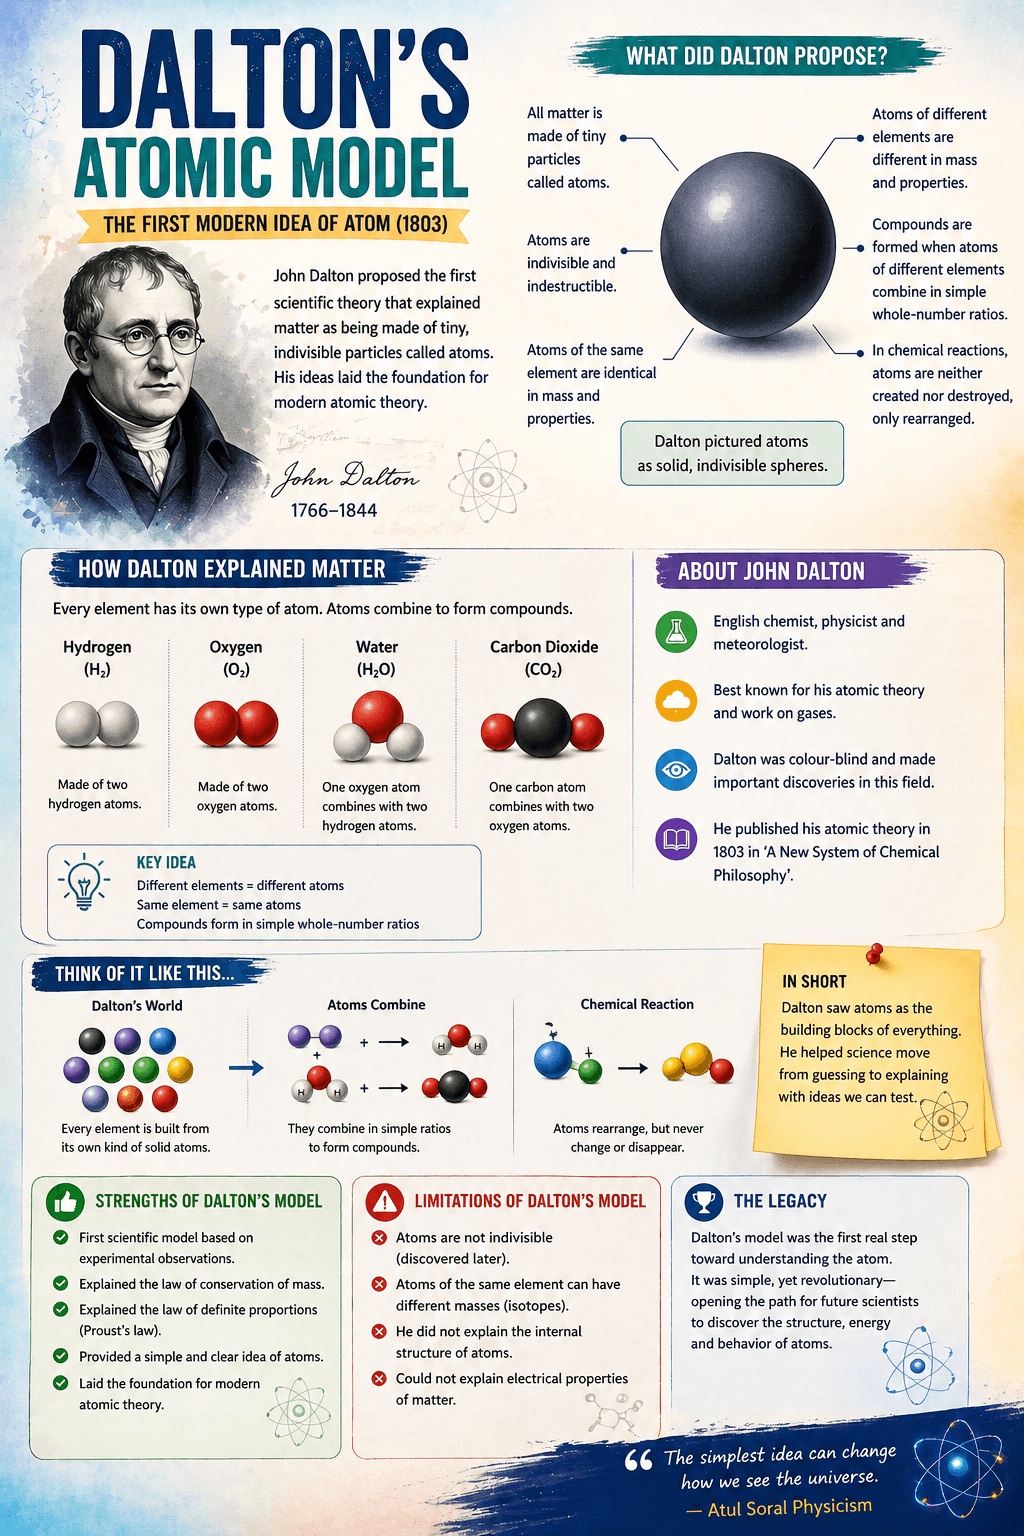 DALTON'S
ATOMIC MODEL
THE FIRST MODERN IDEA OF ATOM (1803)
John Dalton proposed the first
scientific theory that explained
matter as being made of tiny,
indivisible particles called atoms.
His ideas laid the foundation for
modern atomic theory.
John Dalton
1766–1844
WHAT DID DALTON PROPOSE?
All matter is
made of tiny
particles
called atoms.
Atoms are
indivisible and
indestructible.
Atoms of the same
element are identical
in mass and
properties.
Atoms of different
elements are
different in mass
and properties.
Compounds are
formed when atoms
of different elements
combine in simple
whole-number ratios.
In chemical reactions,
atoms are neither
created nor destroyed,
only rearranged.
Dalton pictured atoms
as solid, indivisible spheres.
HOW DALTON EXPLAINED MATTER
Every element has its own type of atom. Atoms combine to form compounds.
Hydrogen
(H₂)
Made of two
hydrogen atoms.
Oxygen
(O₂)
Made of two
oxygen atoms.
Water
(H₂O)
One oxygen atom
combines with two
hydrogen atoms.
Carbon Dioxide
(CO₂)
One carbon atom
combines with two
oxygen atoms.
KEY IDEA
Different elements = different atoms
Same element = same atoms
Compounds form in simple whole-number ratios
ABOUT JOHN DALTON
English chemist, physicist and
meteorologist.
Best known for his atomic theory
and work on gases.
Dalton was colour-blind and made
important discoveries in this field.
He published his atomic theory in
1803 in 'A New System of Chemical
Philosophy'.
THINK OF IT LIKE THIS...
Dalton's World
Every element is built from
its own kind of solid atoms.
Atoms Combine
+
H H
+
H H
+
They combine in simple ratios
to form compounds.
Chemical Reaction
Atoms rearrange, but never
change or disappear.
IN SHORT
Dalton saw atoms as the
building blocks of everything.
He helped science move
from guessing to explaining
with ideas we can test.
STRENGTHS OF DALTON'S MODEL
First scientific model based on
experimental observations.
Explained the law of conservation of mass.
Explained the law of definite proportions
(Proust's law).
Provided a simple and clear idea of atoms.
Laid the foundation for modern
atomic theory.
LIMITATIONS OF DALTON'S MODEL
Atoms are not indivisible
(discovered later).
Atoms of the same element can have
different masses (isotopes).
He did not explain the internal
structure of atoms.
Could not explain electrical properties
of matter.
THE LEGACY
Dalton's model was the first real step
toward understanding the atom.
It was simple, yet revolutionary—
opening the path for future scientists
to discover the structure, energy
and behavior of atoms.
“ The simplest idea can change
how we see the universe.
— Atul Soral Physicism